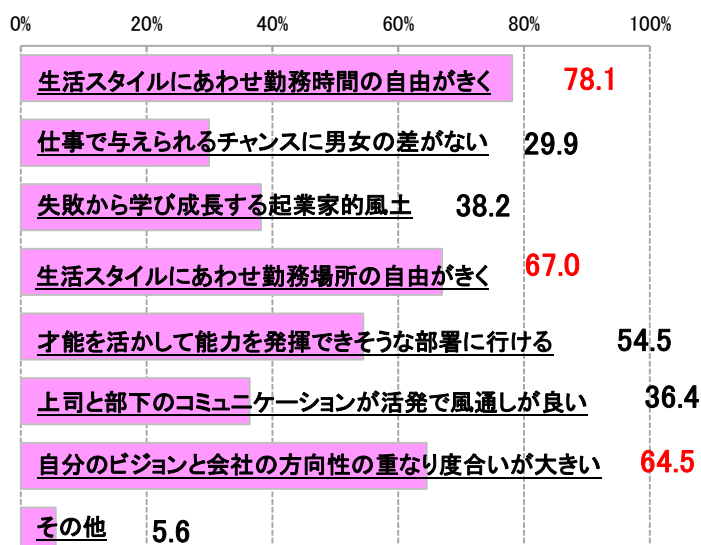 0% 20% 40% 60% 80% 100%
生活スタイルにあわせ勤務時間の自由がきく 78.1
仕事で与えられるチャンスに男女の差がない 29.9
失敗から学び成長する起業家的風土 38.2
生活スタイルにあわせ勤務場所の自由がきく 67.0
才能を活かして能力を発揮できそうな部署に行ける 54.5
上司と部下のコミュニケーションが活発で風通しが良い 36.4
自分のビジョンと会社の方向性の重なり度合いが大きい 64.5
その他 5.6